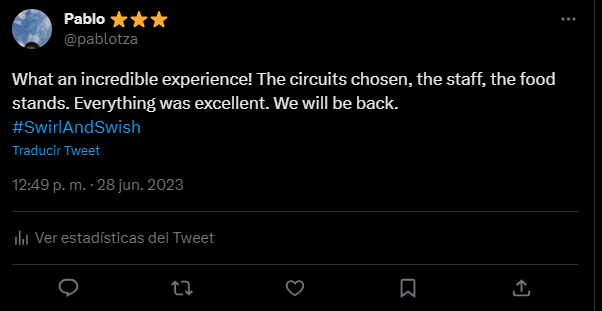 Pablo ⭐⭐⭐
@pablotza
What an incredible experience! The circuits chosen, the staff, the food
stands. Everything was excellent. We will be back.
#SwirlAndSwish
Traducir Tweet
12:49 p. m. · 28 jun. 2023
Ver estadísticas del Tweet